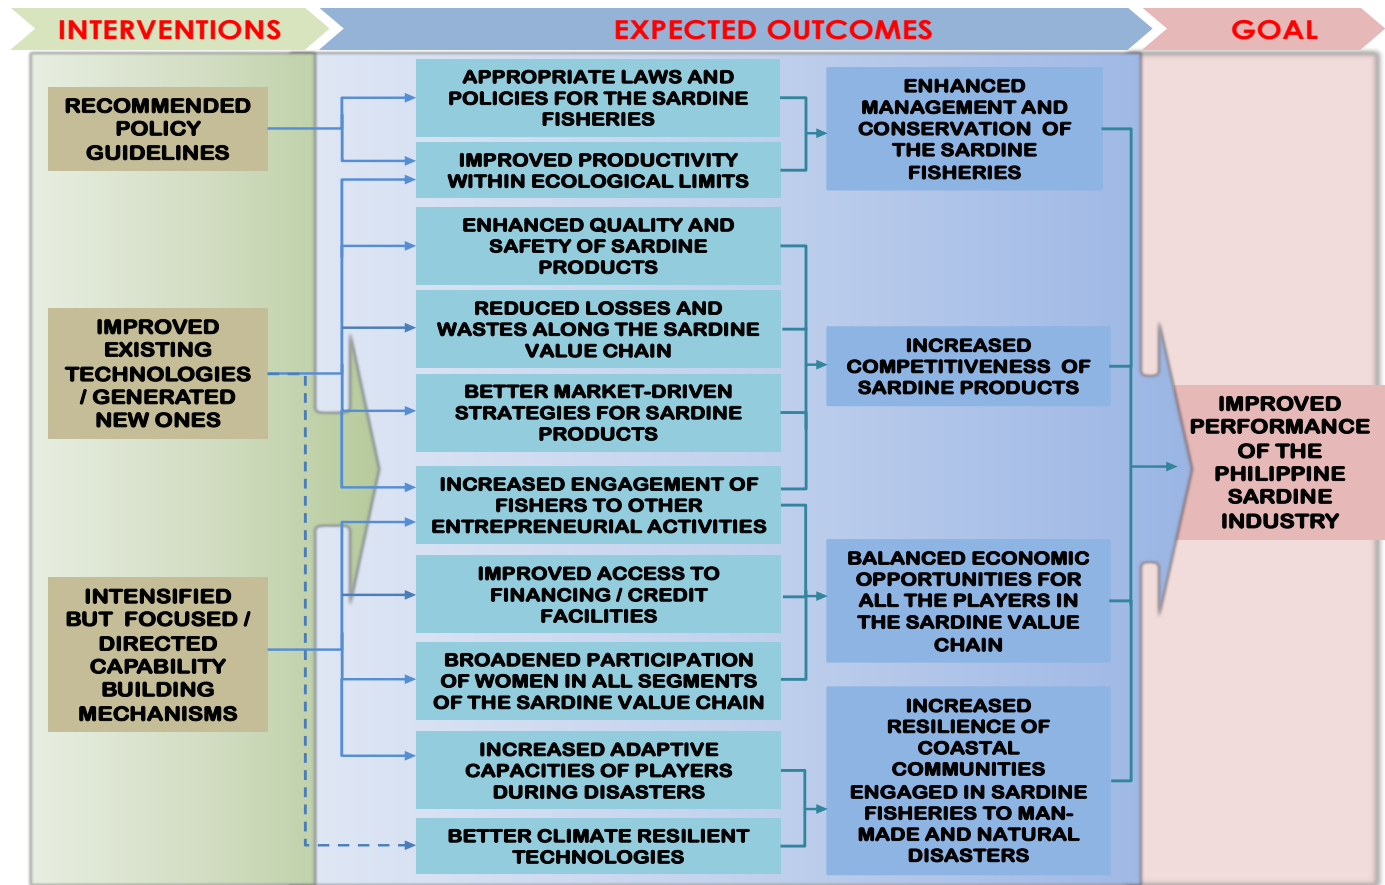 INTERVENTIONS
EXPECTED OUTCOMES
GOAL
RECOMMENDED
POLICY
GUIDELINES
IMPROVED
EXISTING
TECHNOLOGIES
/ GENERATED
NEW ONES
INTENSIFIED
BUT FOCUSED /
DIRECTED
CAPABILITY
BUILDING
MECHANISMS
APPROPRIATE LAWS AND
POLICIES FOR THE SARDINE
FISHERIES
IMPROVED PRODUCTIVITY
WITHIN ECOLOGICAL LIMITS
ENHANCED QUALITY AND
SAFETY OF SARDINE
PRODUCTS
REDUCED LOSSES AND
WASTES ALONG THE SARDINE
VALUE CHAIN
BETTER MARKET-DRIVEN
STRATEGIES FOR SARDINE
PRODUCTS
INCREASED ENGAGEMENT OF
FISHERS TO OTHER
ENTREPRENEURIAL ACTIVITIES
IMPROVED ACCESS TO
FINANCING / CREDIT
FACILITIES
BROADENED PARTICIPATION
OF WOMEN IN ALL SEGMENTS
OF THE SARDINE VALUE CHAIN
INCREASED ADAPTIVE
CAPACITIES OF PLAYERS
DURING DISASTERS
BETTER CLIMATE RESILIENT
TECHNOLOGIES
ENHANCED
MANAGEMENT AND
CONSERVATION OF
THE SARDINE
FISHERIES
INCREASED
COMPETITIVENESS OF
SARDINE PRODUCTS
BALANCED ECONOMIC
OPPORTUNITIES FOR
ALL THE PLAYERS IN
THE SARDINE VALUE
CHAIN
INCREASED
RESILIENCE OF
COASTAL
COMMUNITIES
ENGAGED IN SARDINE
FISHERIES TO MAN-
MADE AND NATURAL
DISASTERS
IMPROVED
PERFORMANCE
OF THE
PHILIPPINE
SARDINE
INDUSTRY